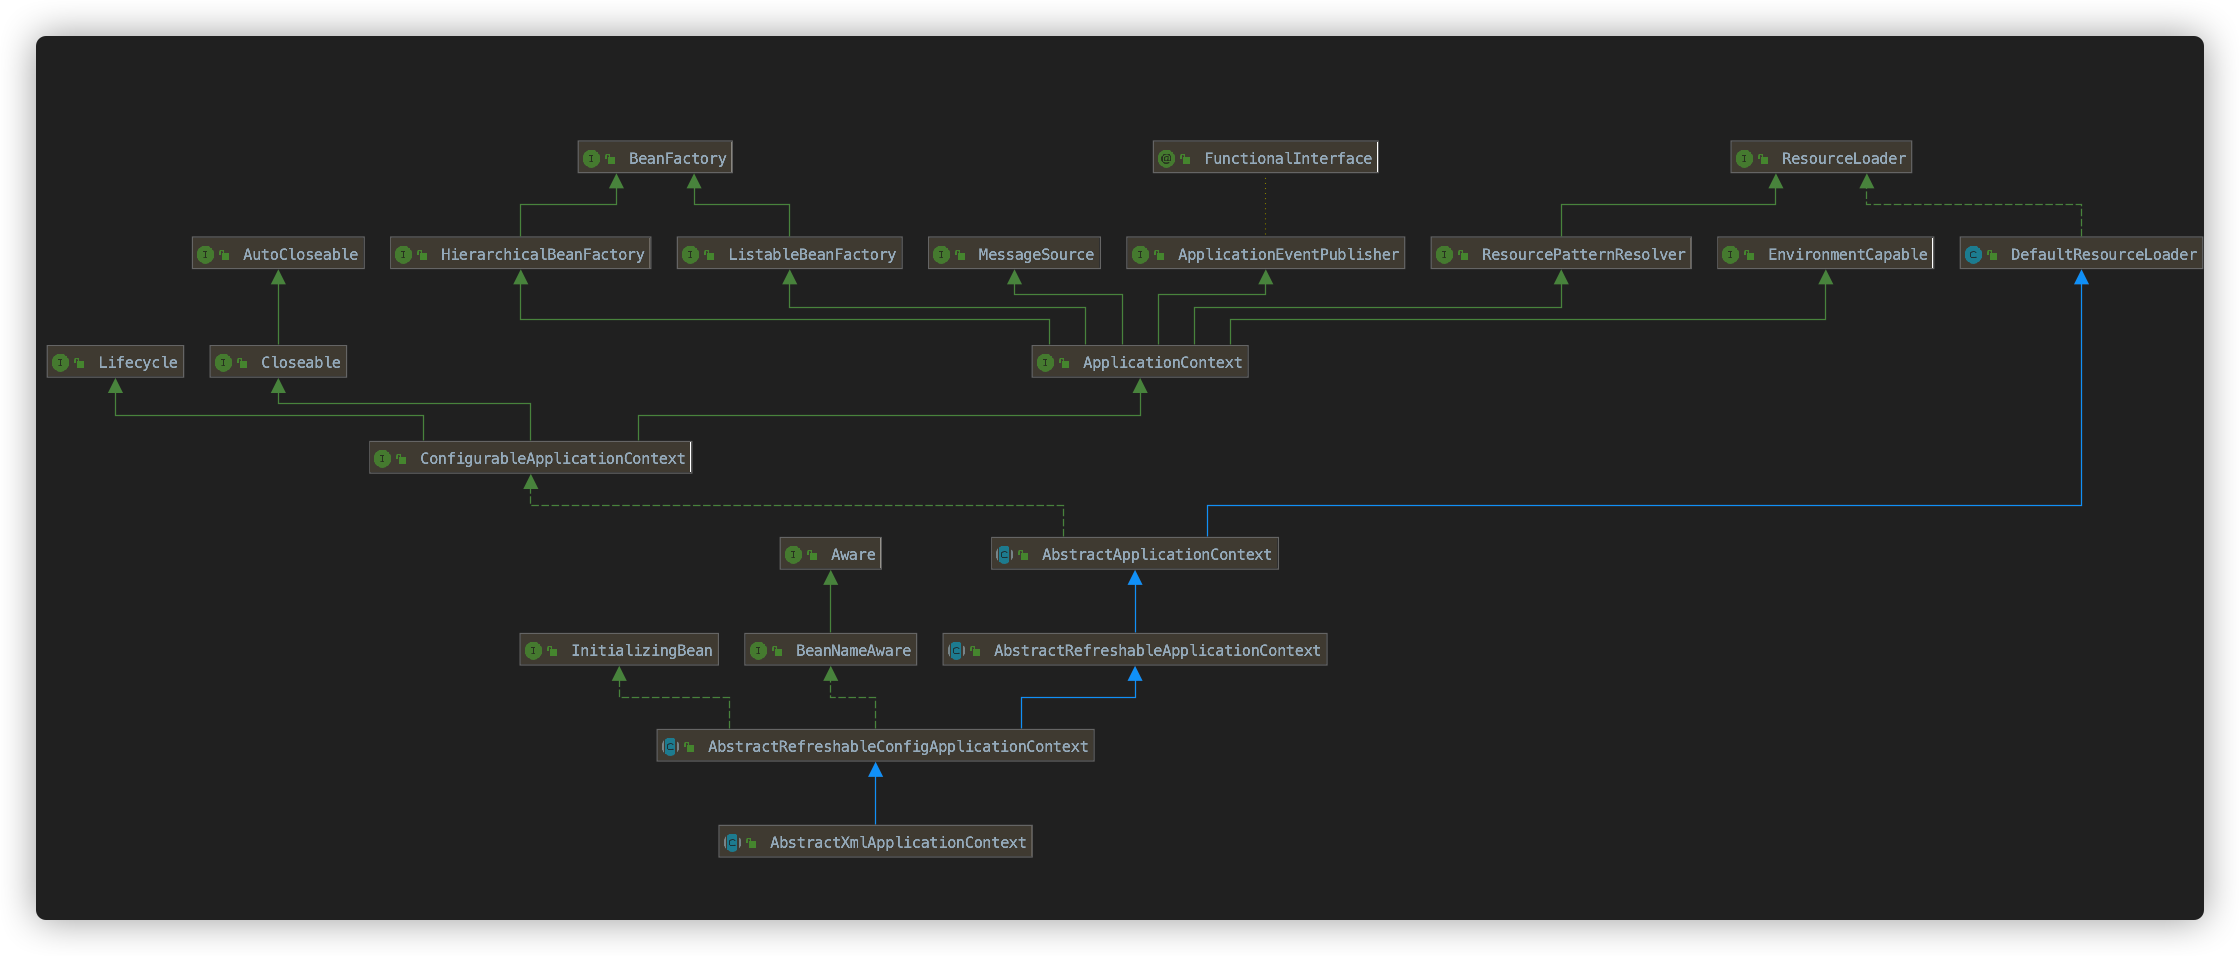 BeanFactory
FunctionalInterface
ResourceLoader
AutoCloseable
HierarchicalBeanFactory
ListableBeanFactory
MessageSource
ApplicationEventPublisher
ResourcePatternResolver
EnvironmentCapable
DefaultResourceLoader
Lifecycle
Closeable
ApplicationContext
ConfigurableApplicationContext
Aware
AbstractApplicationContext
InitializingBean
BeanNameAware
AbstractRefreshableApplicationContext
AbstractRefreshableConfigApplicationContext
AbstractXmlApplicationContext